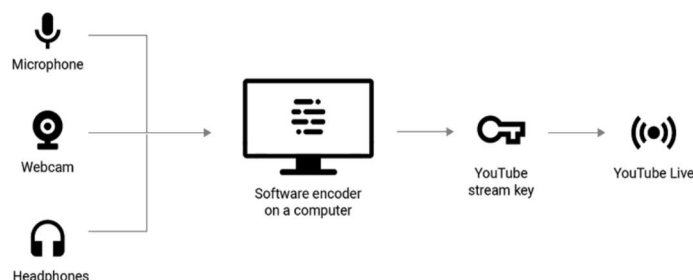 Microphone
Webcam
Headphones
Software encoder
on a computer
YouTube
stream key
YouTube Live